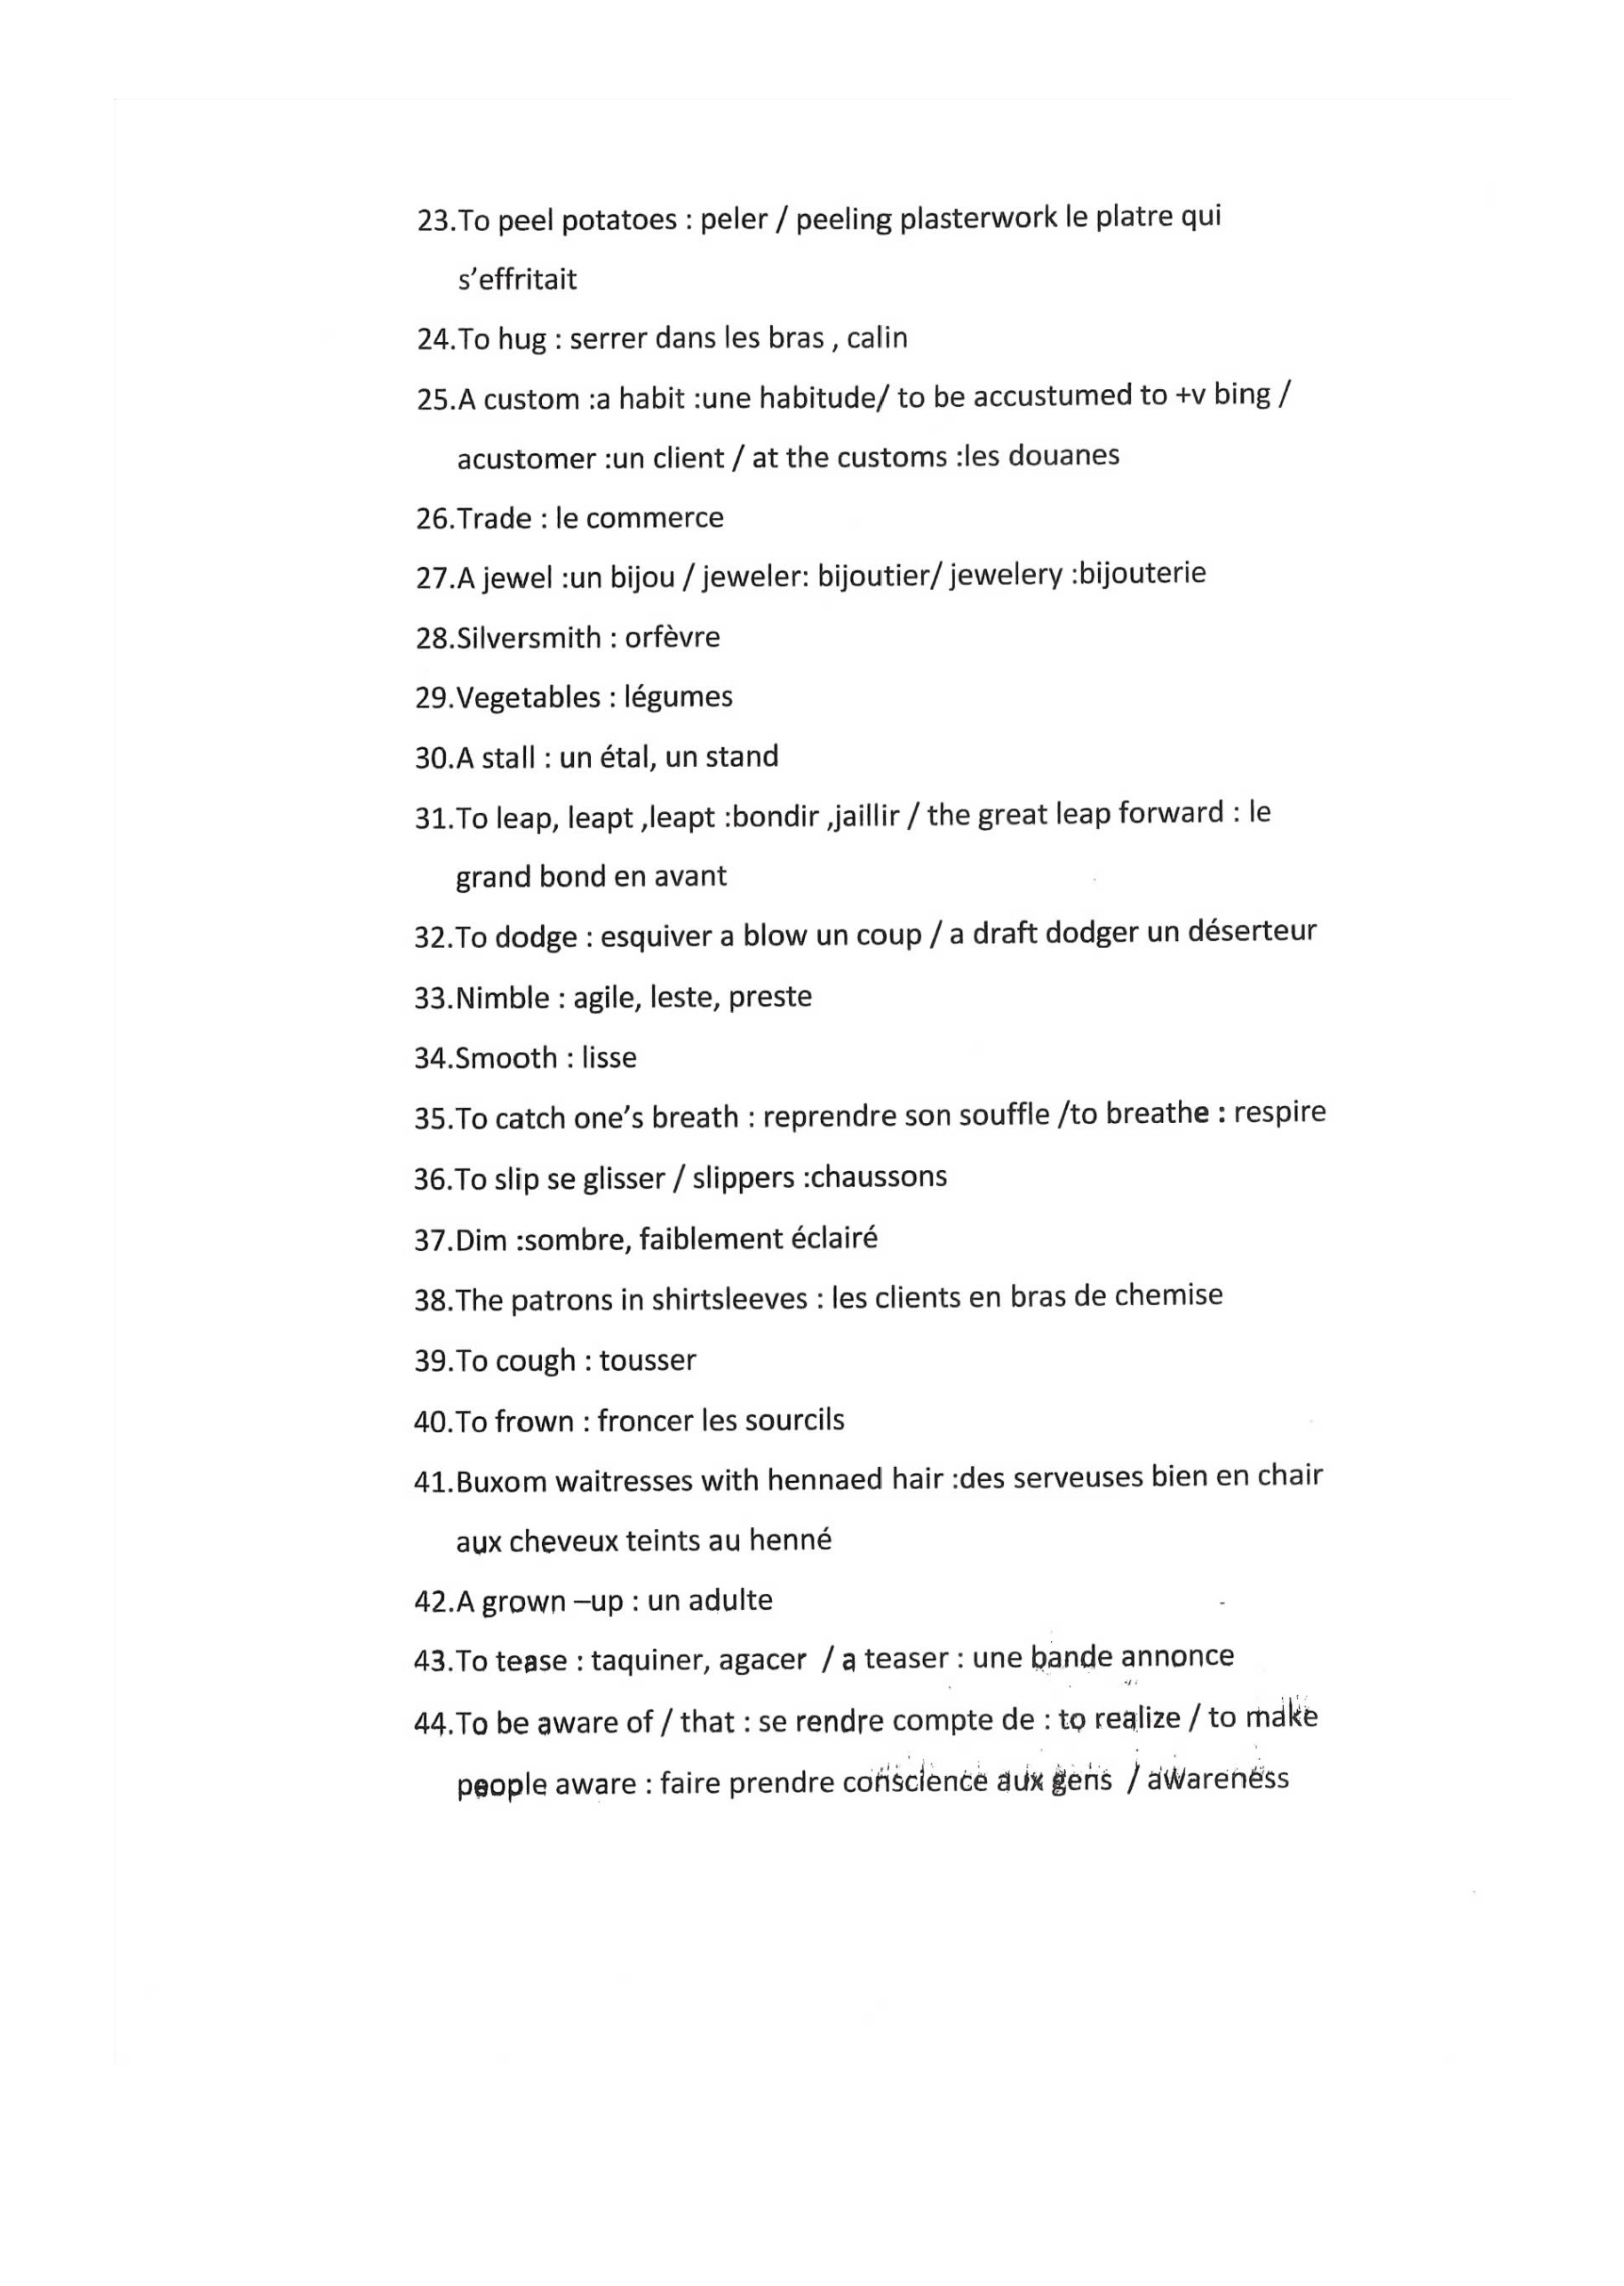 23.To peel potatoes : peler / peeling plasterwork le platre qui
s’effritait
24.To hug : serrer dans les bras , calin
25.A custom :a habit :une habitude/ to be accustumed to +v bing /
acustomer :un client / at the customs :les douanes
26.Trade : le commerce
27.A jewel :un bijou / jeweler: bijoutier/ jewelery :bijouterie
28.Silversmith : orfèvre
29.Vegetables : légumes
30.A stall : un étal, un stand
31.To leap, leapt ,leapt :bondir ,jaillir / the great leap forward : le
grand bond en avant
32.To dodge : esquiver a blow un coup / a draft dodger un déserteur
33.Nimble : agile, leste, preste
34.Smooth : lisse
35.To catch one’s breath : reprendre son souffle /to breathe : respire
36.To slip se glisser / slippers :chaussons
37.Dim :sombre, faiblement éclairé
38.The patrons in shirtsleeves : les clients en bras de chemise
39.To cough : tousser
40.To frown : froncer les sourcils
41.Buxom waitresses with hennaed hair :des serveuses bien en chair
aux cheveux teints au henné
42.A grown –up : un adulte
43.To tease : taquiner, agacer / a teaser : une bande annonce
44.To be aware of / that : se rendre compte de : to realize / to make
people aware : faire prendre conscience aux gens / awareness